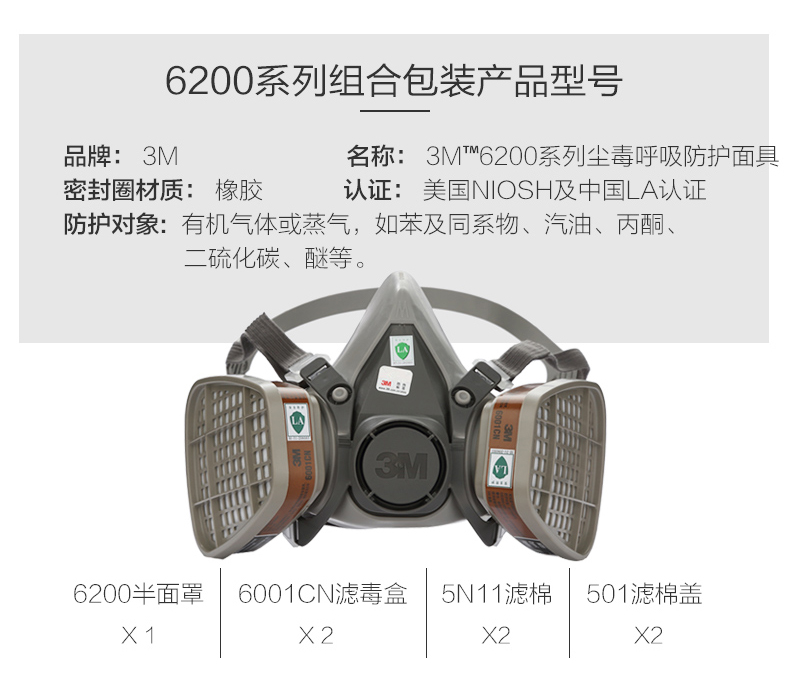 6200系列组合包装产品型号
品牌： 3M
名称： 3M™6200系列尘毒呼吸防护面具
密封圈材质： 橡胶
认证： 美国NIOSH及中国LA认证
防护对象: 有机气体或蒸气，如苯及同系物、汽油、丙酮、
二硫化碳、醚等。
LA
3M
LA
3M
3M
6001CN
3M
LA
6200半面罩
X 1
6001CN滤毒盒
X 2
5N11滤棉
X2
501滤棉盖
X2